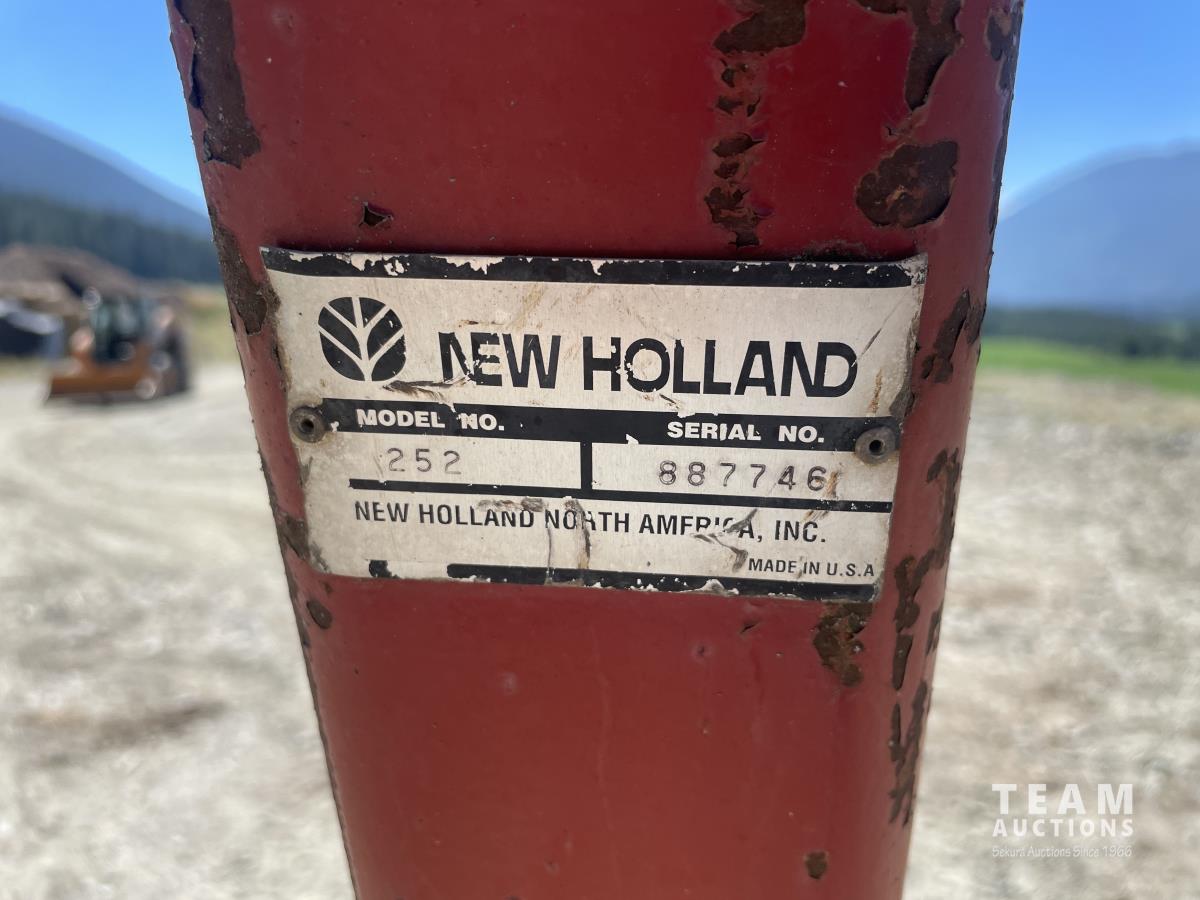 NEW HOLLAND
MODEL NO. SERIAL NO.
252 887746
NEW HOLLAND NORTH AMERICA, INC.
MADE IN U.S.A
TEAM
AUCTIONS
Sekura Auctions Since 1966